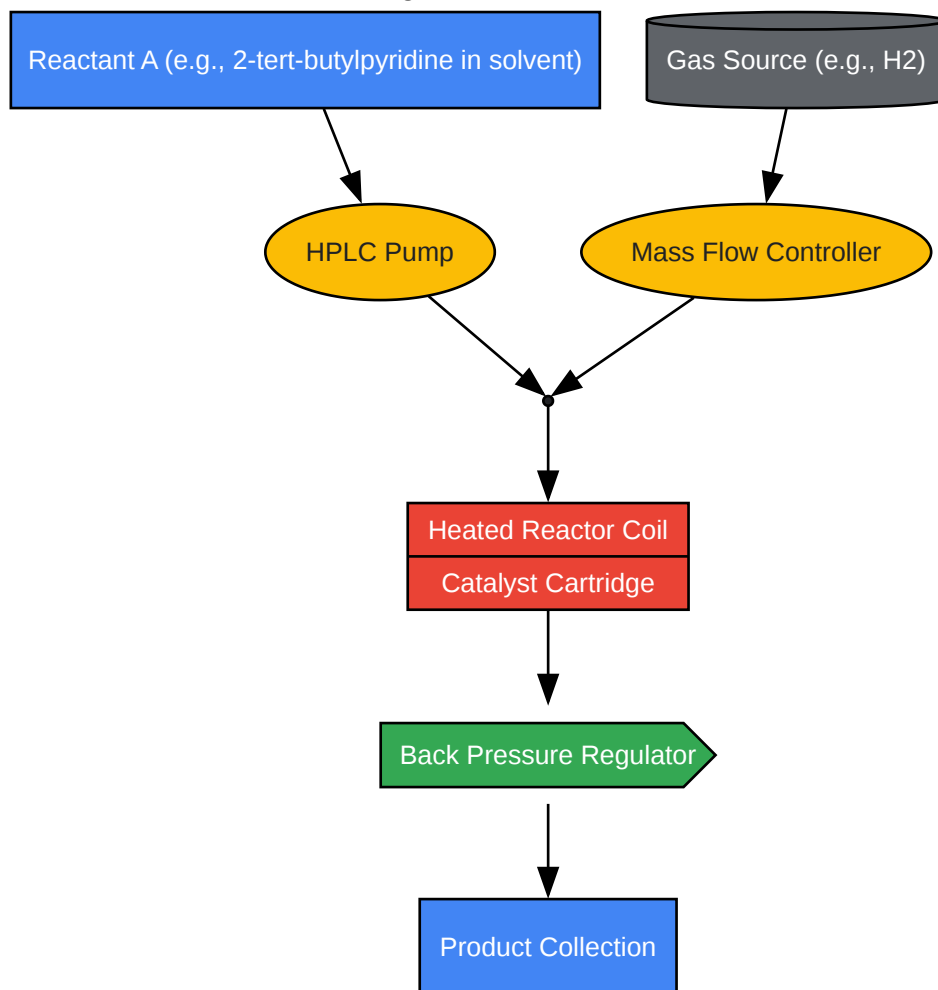 Reactant A (e.g., 2-tert-butylpyridine in solvent)
Gas Source (e.g., H2)
HPLC Pump
Mass Flow Controller
Heated Reactor Coil
Catalyst Cartridge
Back Pressure Regulator
Product Collection